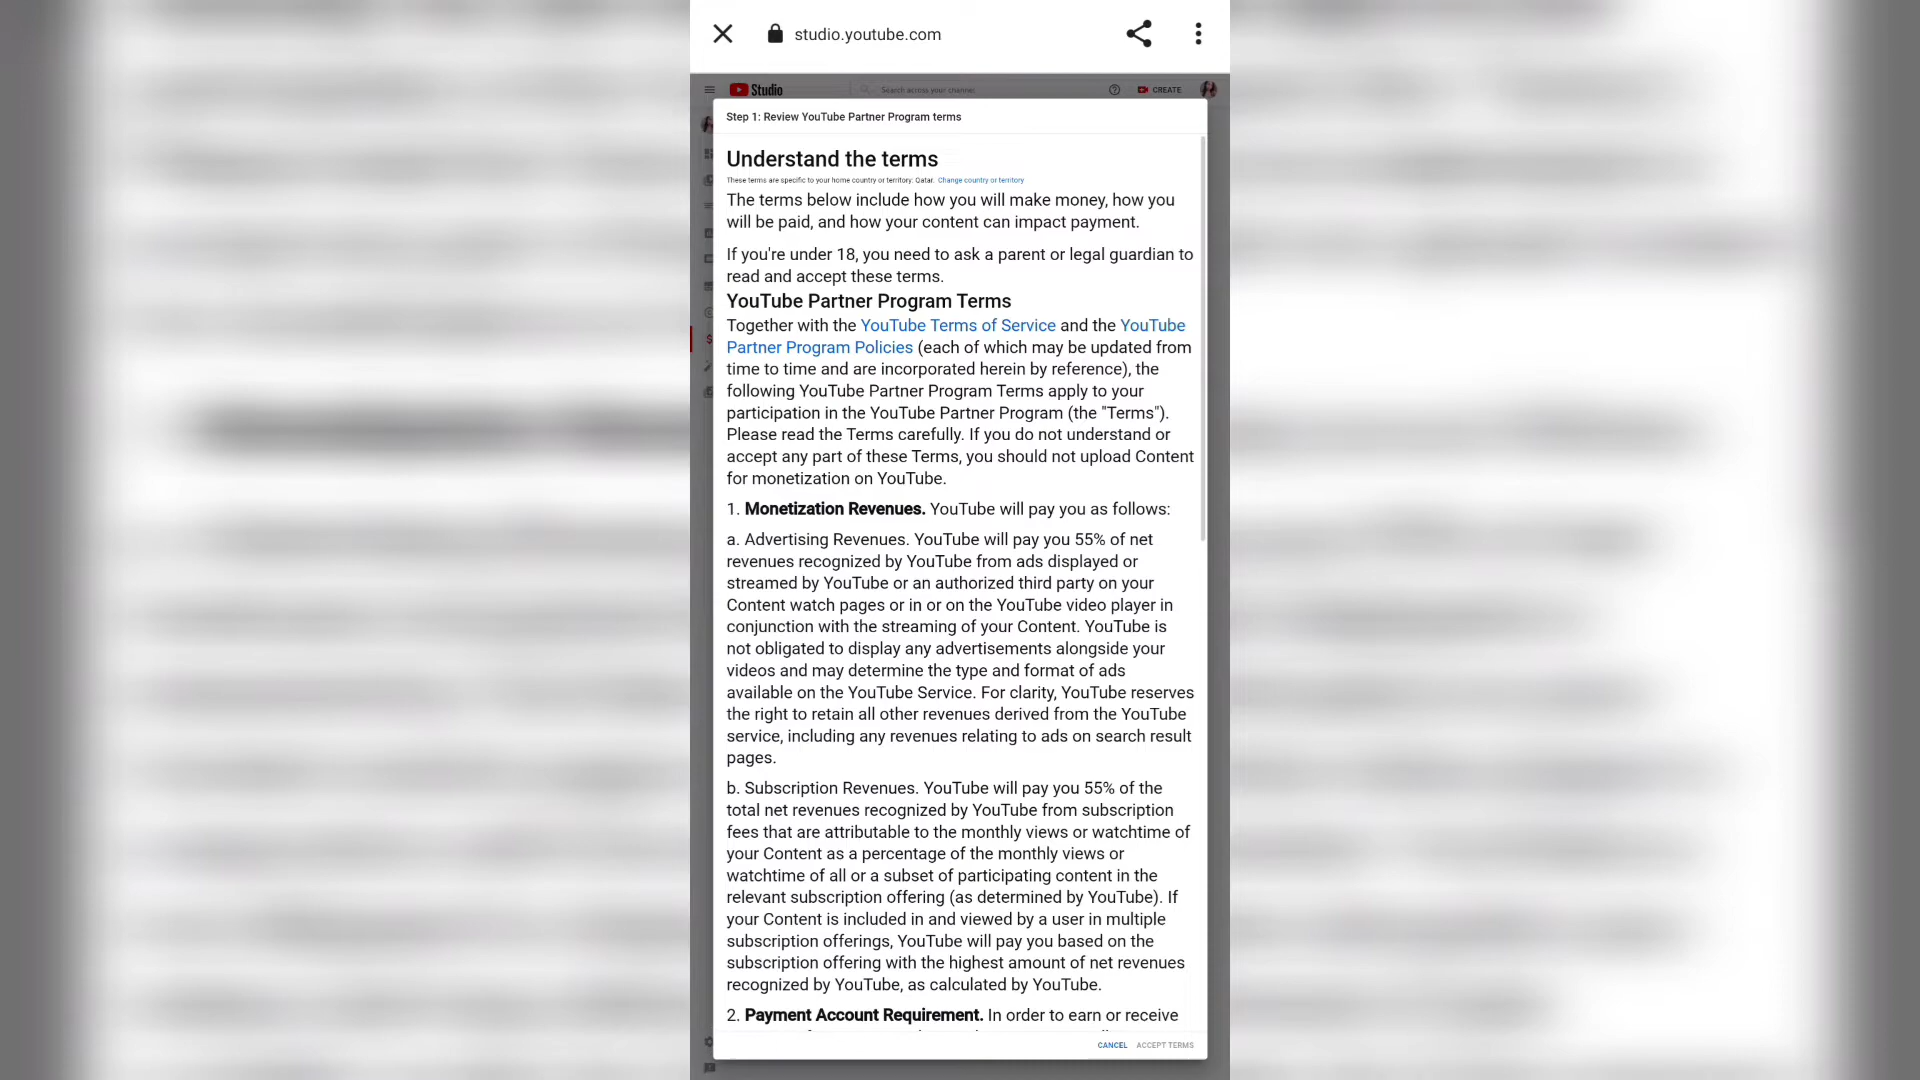 studio.youtube.com
Studio
Search across your channel
CREATE
Step 1: Review YouTube Partner Program terms
Understand the terms
These terms are specific to your home country or territory: Qatar. Change country or territory
The terms below include how you will make money, how you
will be paid, and how your content can impact payment.
If you're under 18, you need to ask a parent or legal guardian to
read and accept these terms.
YouTube Partner Program Terms
Together with the YouTube Terms of Service and the YouTube
Partner Program Policies (each of which may be updated from
time to time and are incorporated herein by reference), the
following YouTube Partner Program Terms apply to your
participation in the YouTube Partner Program (the "Terms").
Please read the Terms carefully. If you do not understand or
accept any part of these Terms, you should not upload Content
for monetization on YouTube.
1. Monetization Revenues. YouTube will pay you as follows:
a. Advertising Revenues. YouTube will pay you 55% of net
revenues recognized by YouTube from ads displayed or
streamed by YouTube or an authorized third party on your
Content watch pages or in or on the YouTube video player in
conjunction with the streaming of your Content. YouTube is
not obligated to display any advertisements alongside your
videos and may determine the type and format of ads
available on the YouTube Service. For clarity, YouTube reserves
the right to retain all other revenues derived from the YouTube
service, including any revenues relating to ads on search result
pages.
b. Subscription Revenues. YouTube will pay you 55% of the
total net revenues recognized by YouTube from subscription
fees that are attributable to the monthly views or watchtime of
your Content as a percentage of the monthly views or
watchtime of all or a subset of participating content in the
relevant subscription offering (as determined by YouTube). If
your Content is included in and viewed by a user in multiple
subscription offerings, YouTube will pay you based on the
subscription offering with the highest amount of net revenues
recognized by YouTube, as calculated by YouTube.
2. Payment Account Requirement. In order to earn or receive
CANCEL ACCEPT TERMS